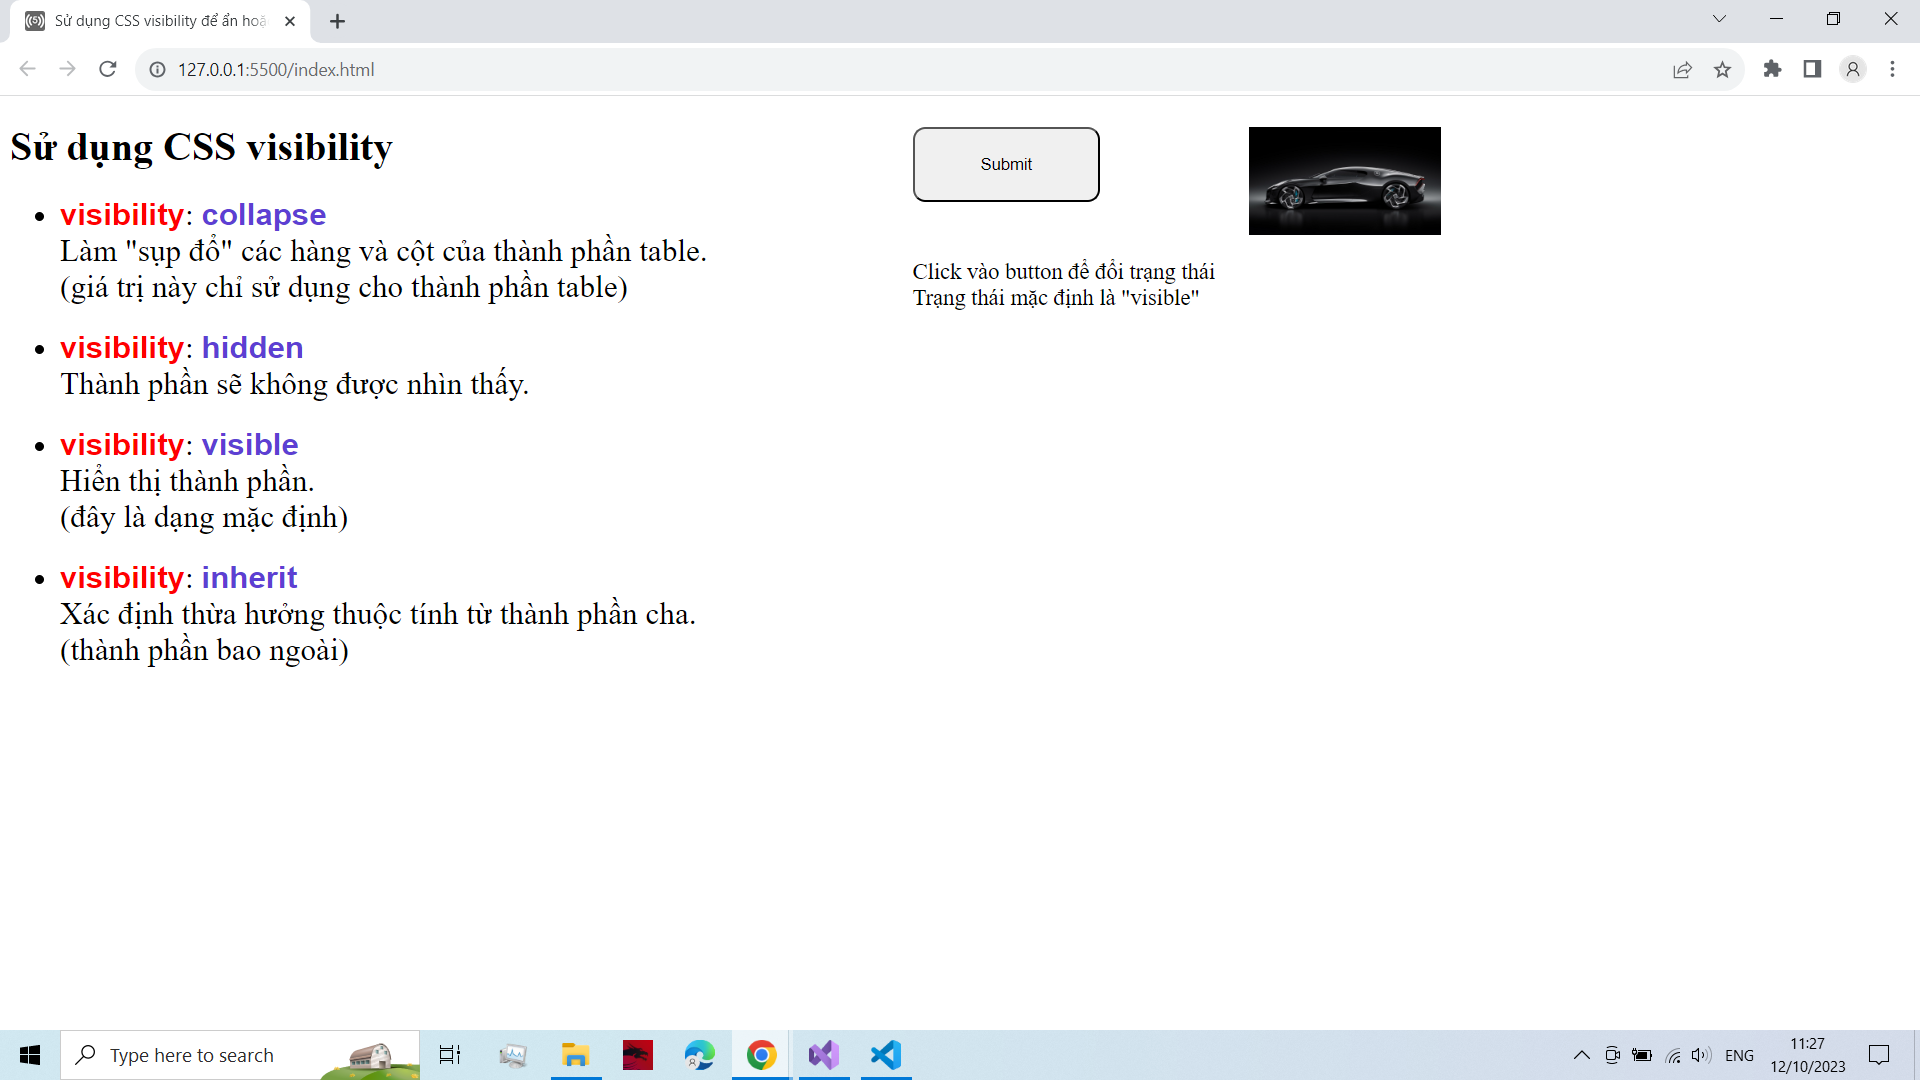 Sử dụng CSS visibility để ẩn hoặ
127.0.0.1:5500/index.html
Sử dụng CSS visibility
visibility: collapse
Làm "sụp đổ" các hàng và cột của thành phần table.
(giá trị này chỉ sử dụng cho thành phần table)
visibility: hidden
Thành phần sẽ không được nhìn thấy.
visibility: visible
Hiển thị thành phần.
(đây là dạng mặc định)
visibility: inherit
Xác định thừa hưởng thuộc tính từ thành phần cha.
(thành phần bao ngoài)
Submit
Click vào button để đổi trạng thái
Trạng thái mặc định là "visible"
Type here to search
ENG
11:27
12/10/2023